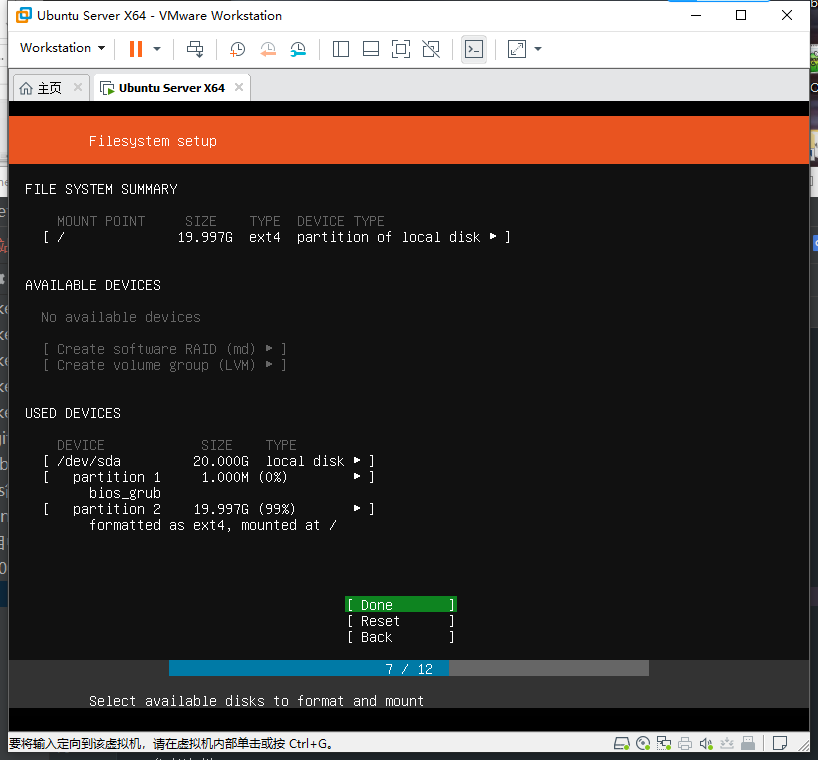 Ubuntu Server X64 - VMware Workstation
Workstation
主页
Ubuntu Server X64
Filesystem setup
FILE SYSTEM SUMMARY
MOUNT POINT SIZE TYPE DEVICE TYPE
[ / 19.997G ext4 partition of local disk ▸ ]
AVAILABLE DEVICES
No available devices
[ Create software RAID (md) ▸ ]
[ Create volume group (LVM) ▸ ]
USED DEVICES
DEVICE SIZE TYPE
[ /dev/sda 20.000G local disk ▸ ]
[ partition 1 1.000M (0%) ▸ ]
bios_grub
[ partition 2 19.997G (99%) ▸ ]
formatted as ext4, mounted at /
[ Done ]
[ Reset ]
[ Back ]
7 / 12
Select available disks to format and mount
要将输入定向到该虚拟机，请在虚拟机内部单击或按 Ctrl+G。